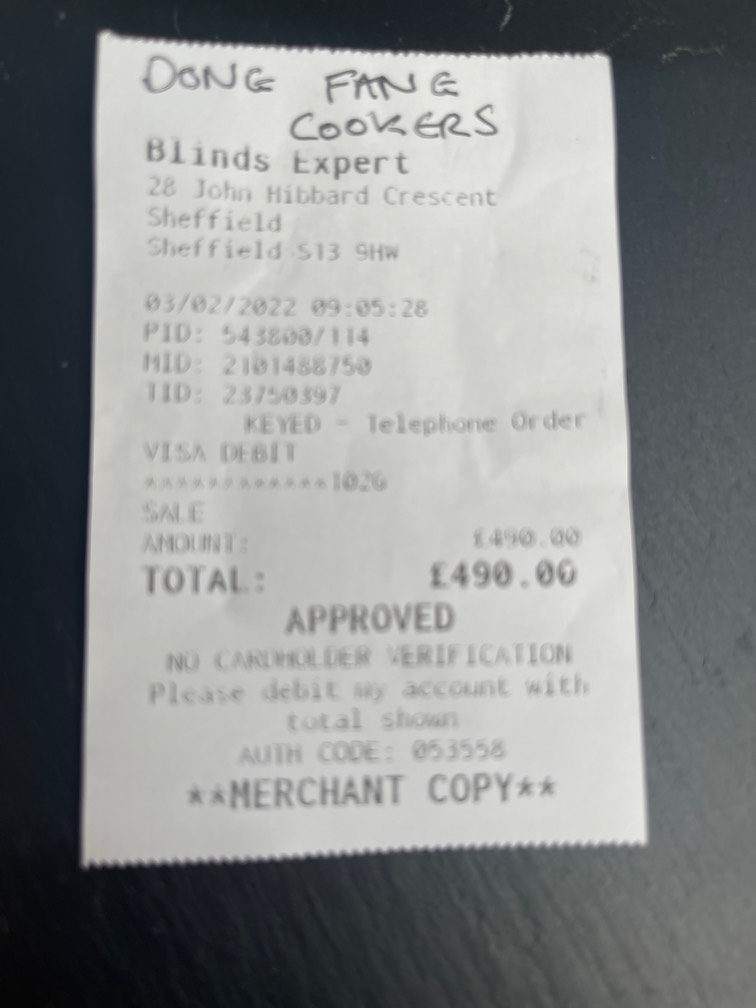 DONG FANG
COOKERS
Blinds Expert
28 John Hibbard Crescent
Sheffield
Sheffield S13 9HW
03/02/2022 09:05:28
PID: 543800/114
MID: 2101488750
TID: 23750397
KEYED - Telephone Order
VISA DEBIT
************1026
SALE
AMOUNT: £490.00
TOTAL: £490.00
APPROVED
NO CARDHOLDER VERIFICATION
Please debit my account with
total shown
AUTH CODE: 053558
**MERCHANT COPY**